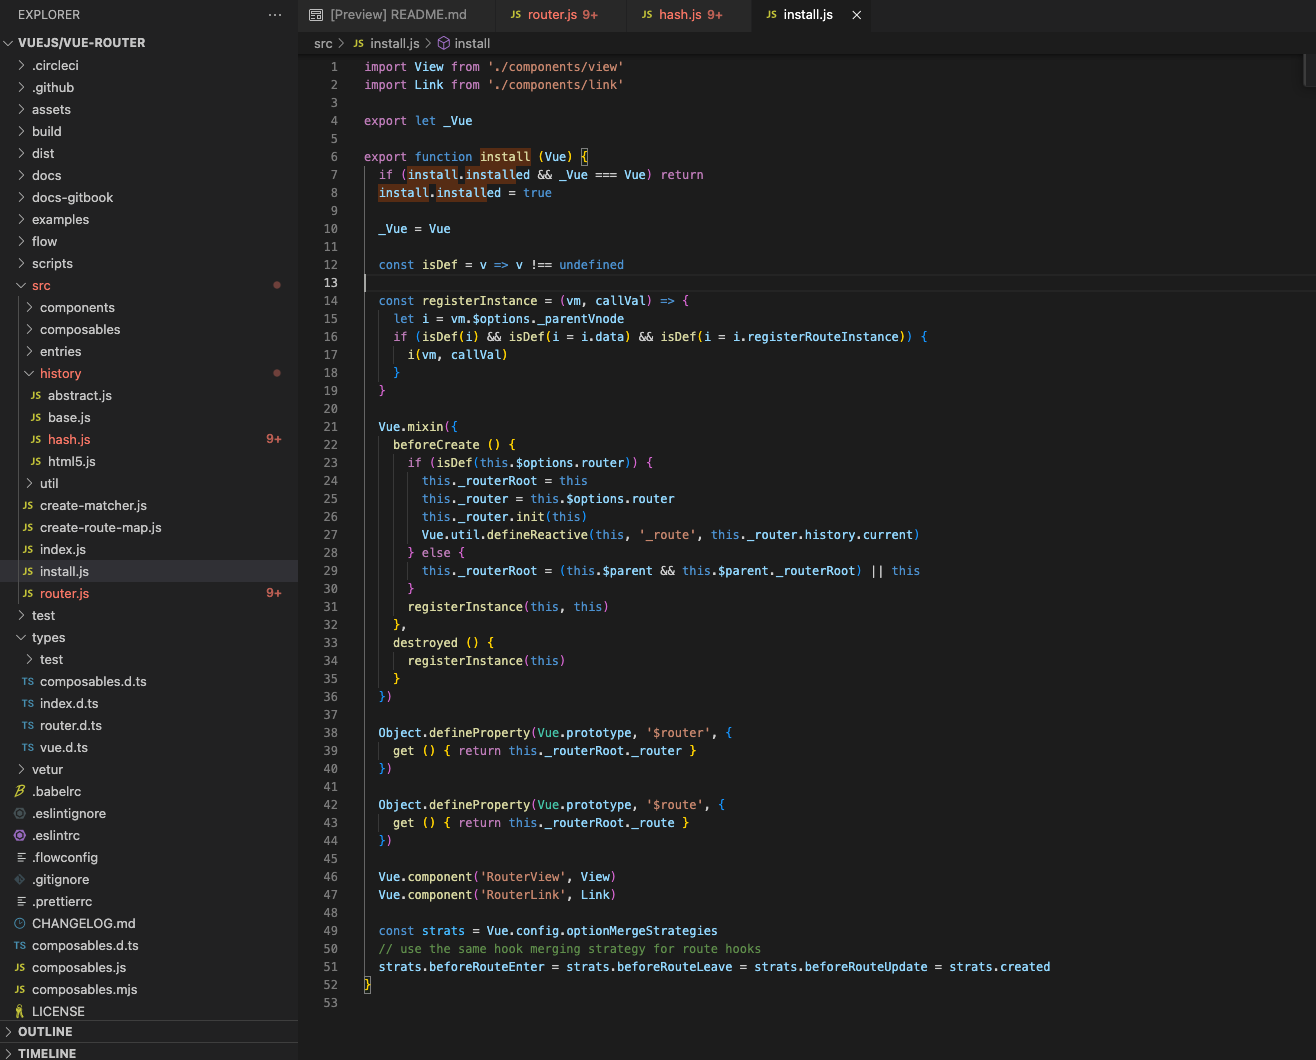 EXPLORER
···
VUEJS/VUE-ROUTER
.circleci
.github
assets
build
dist
docs
docs-gitbook
examples
flow
scripts
src
components
composables
entries
history
JS abstract.js
JS base.js
JS hash.js 9+
JS html5.js
util
JS create-matcher.js
JS create-route-map.js
JS index.js
JS install.js
JS router.js 9+
test
types
test
TS composables.d.ts
TS index.d.ts
TS router.d.ts
TS vue.d.ts
vetur
.babelrc
.eslintignore
.eslintrc
.flowconfig
.gitignore
.prettierrc
CHANGELOG.md
TS composables.d.ts
JS composables.js
JS composables.mjs
LICENSE
OUTLINE
TIMELINE
[Preview] README.md
JS router.js 9+
JS hash.js 9+
JS install.js ×
src > JS install.js > install
1 import View from './components/view'
2 import Link from './components/link'
3
4 export let _Vue
5
6 export function install (Vue) {
7 if (install.installed && _Vue === Vue) return
8 install.installed = true
9
10 _Vue = Vue
11
12 const isDef = v => v !== undefined
13
14 const registerInstance = (vm, callVal) => {
15 let i = vm.$options._parentVnode
16 if (isDef(i) && isDef(i = i.data) && isDef(i = i.registerRouteInstance)) {
17 i(vm, callVal)
18 }
19 }
20
21 Vue.mixin({
22 beforeCreate () {
23 if (isDef(this.$options.router)) {
24 this._routerRoot = this
25 this._router = this.$options.router
26 this._router.init(this)
27 Vue.util.defineReactive(this, '_route', this._router.history.current)
28 } else {
29 this._routerRoot = (this.$parent && this.$parent._routerRoot) || this
30 }
31 registerInstance(this, this)
32 },
33 destroyed () {
34 registerInstance(this)
35 }
36 })
37
38 Object.defineProperty(Vue.prototype, '$router', {
39 get () { return this._routerRoot._router }
40 })
41
42 Object.defineProperty(Vue.prototype, '$route', {
43 get () { return this._routerRoot._route }
44 })
45
46 Vue.component('RouterView', View)
47 Vue.component('RouterLink', Link)
48
49 const strats = Vue.config.optionMergeStrategies
50 // use the same hook merging strategy for route hooks
51 strats.beforeRouteEnter = strats.beforeRouteLeave = strats.beforeRouteUpdate = strats.created
52 }
53